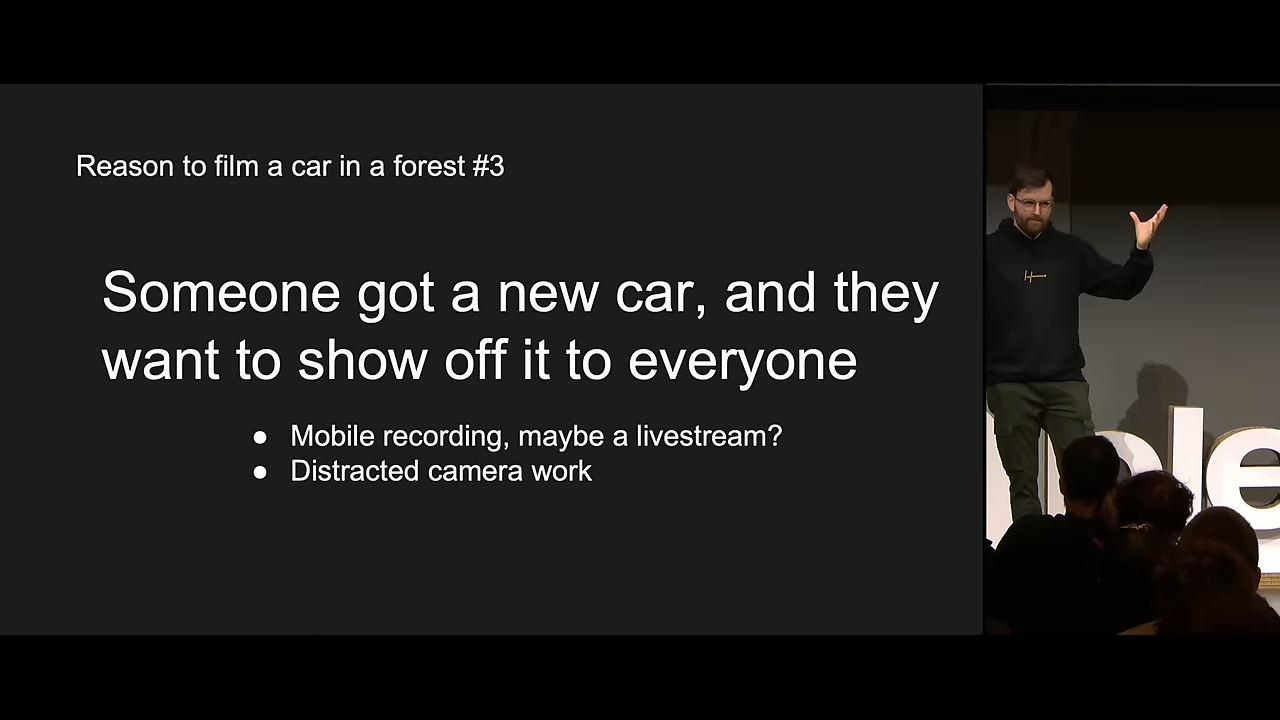 Reason to film a car in a forest #3
Someone got a new car, and they
want to show off it to everyone
● Mobile recording, maybe a livestream?
● Distracted camera work